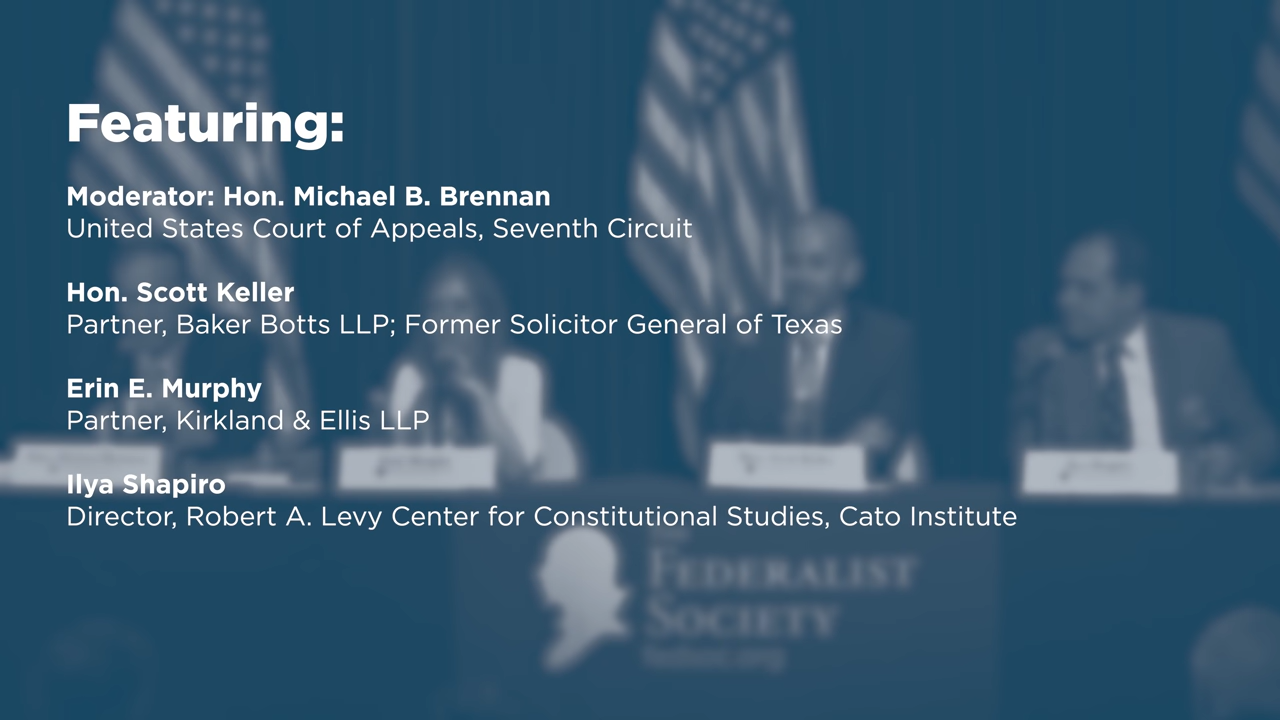 Featuring:
Moderator: Hon. Michael B. Brennan
United States Court of Appeals, Seventh Circuit
Hon. Scott Keller
Partner, Baker Botts LLP; Former Solicitor General of Texas
Erin E. Murphy
Partner, Kirkland & Ellis LLP
Ilya Shapiro
Director, Robert A. Levy Center for Constitutional Studies, Cato Institute
FEDERALIST
SOCIETY